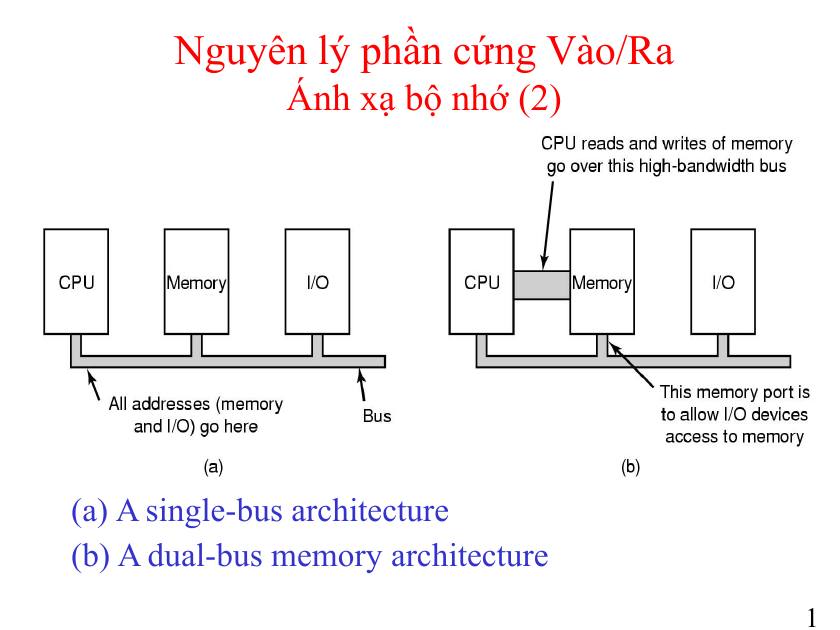 Nguyên lý phần cứng Vào/Ra
Ánh xạ bộ nhớ (2)
CPU reads and writes of memory
go over this high-bandwidth bus
CPU
Memory
I/O
All addresses (memory
and I/O) go here
Bus
(a)
CPU
Memory
I/O
This memory port is
to allow I/O devices
access to memory
(b)
(a) A single-bus architecture
(b) A dual-bus memory architecture
1